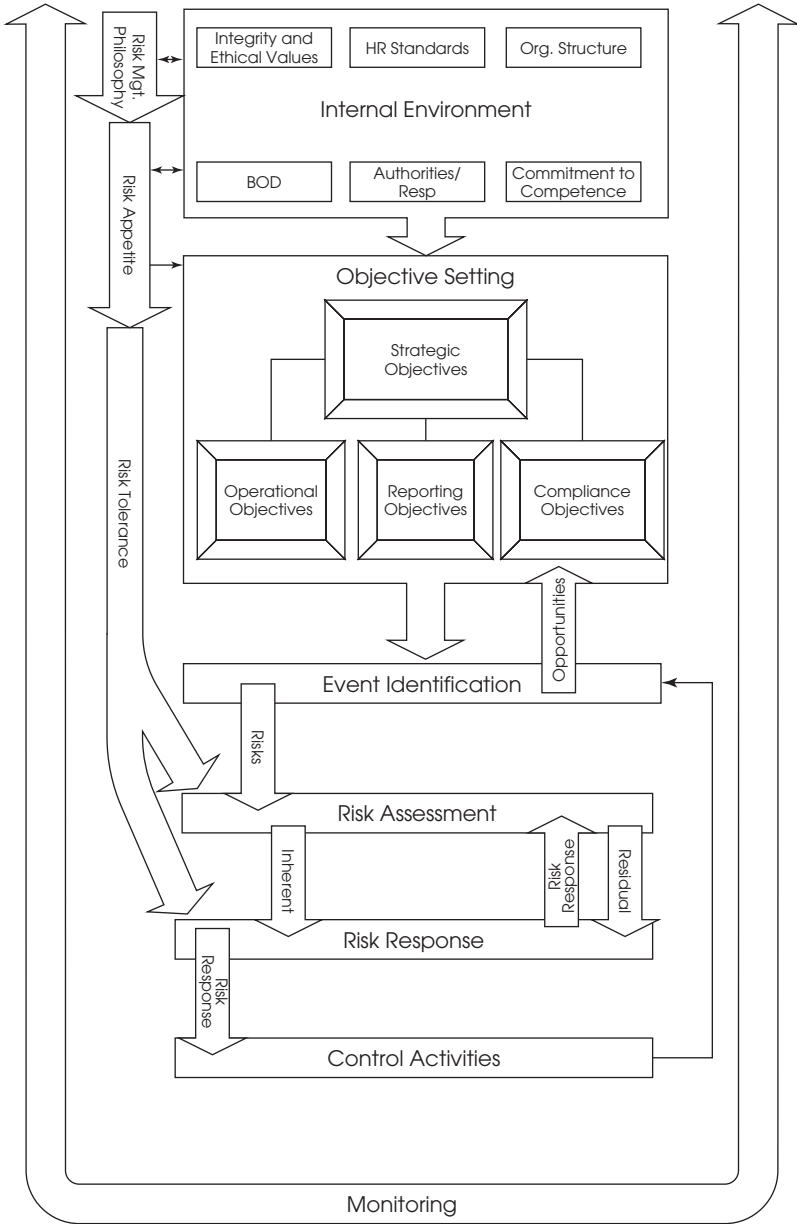 Risk Mgt.
Philosophy
Integrity and
Ethical Values
HR Standards
Org. Structure
Internal Environment
BOD
Authorities/
Resp
Commitment to
Competence
Risk Appetite
Objective Setting
Strategic
Objectives
Operational
Objectives
Reporting
Objectives
Compliance
Objectives
Risk Tolerance
Opportunities
Event Identification
Risks
Risk Assessment
Inherent
Risk
Response
Residual
Risk Response
Risk
Response
Control Activities
Monitoring